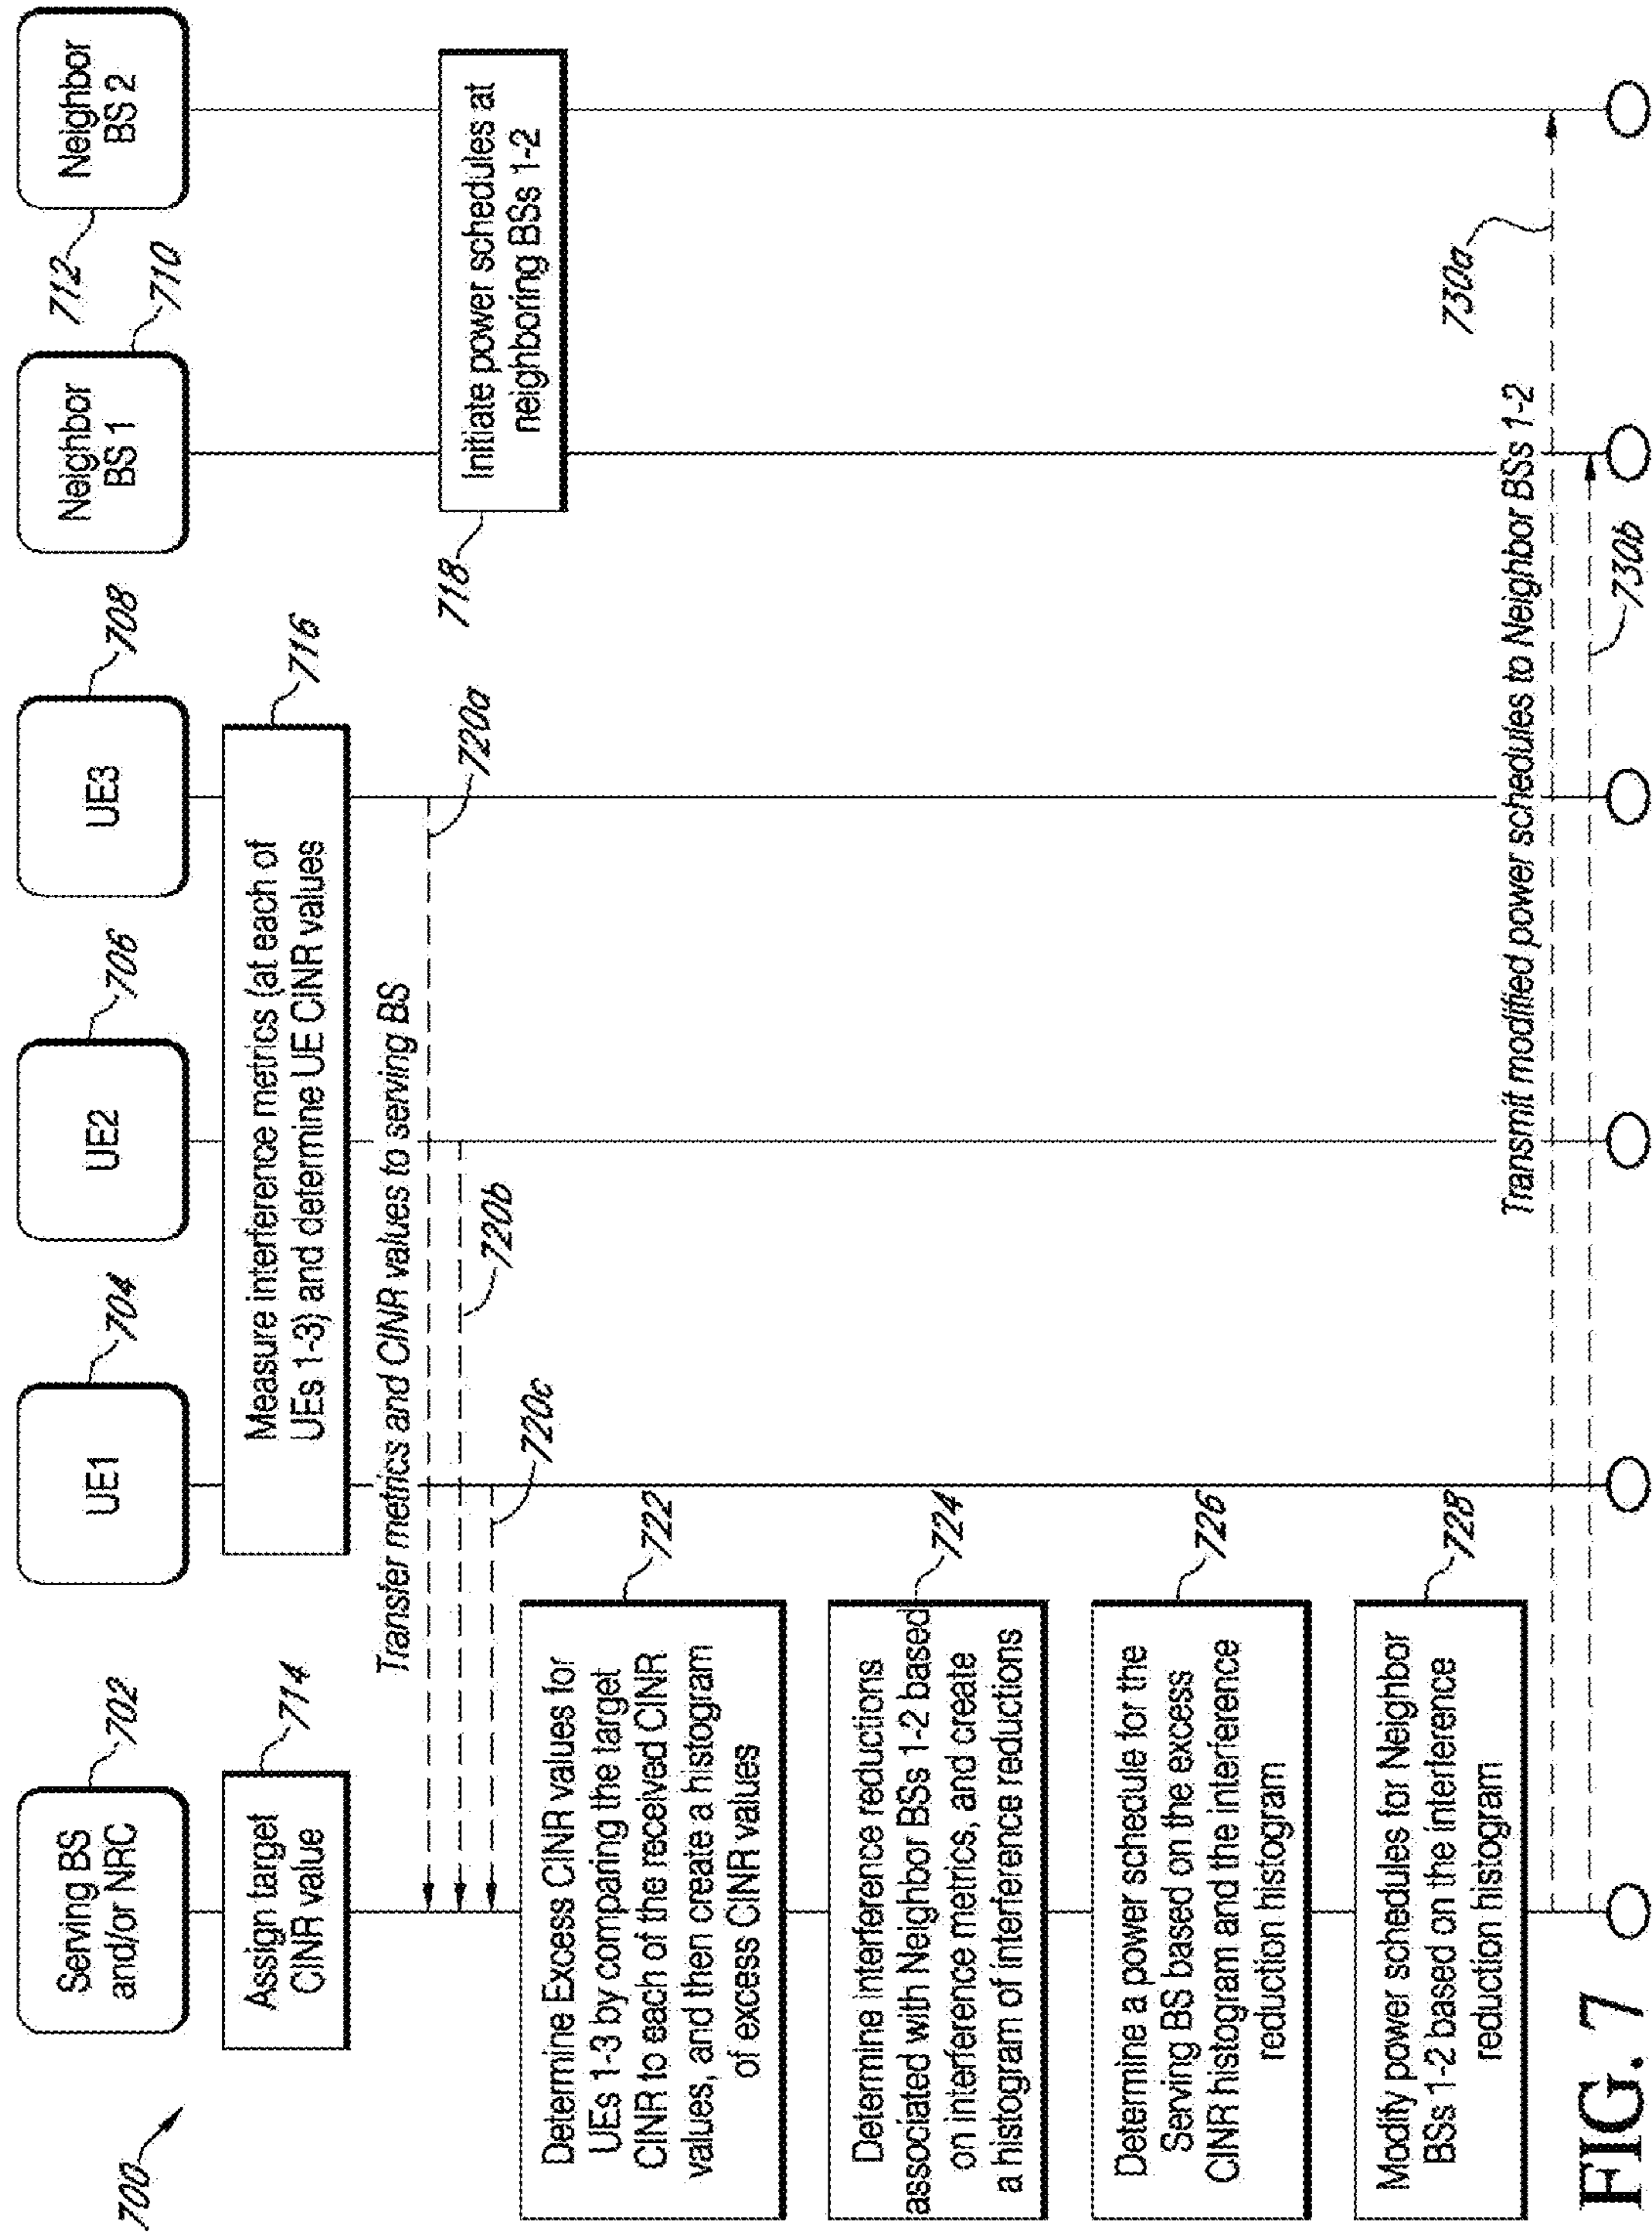 700
Serving BS
and/or NRC
702
UE1
704
UE2
706
UE3
708
Neighbor
BS 1
710
Neighbor
BS 2
712
Assign target
CINR value
714
Measure interference metrics (at each of
UEs 1-3) and determine UE CINR values
716
Transfer metrics and CINR values to serving BS
720a
720b
720c
Initiate power schedules at
neighboring BSs 1-2
718
Determine Excess CINR values for
UEs 1-3 by comparing the target
CINR to each of the received CINR
values, and then create a histogram
of excess CINR values
722
Determine interference reductions
associated with Neighbor BSs 1-2 based
on interference metrics, and create
a histogram of interference reductions
724
Determine a power schedule for the
Serving BS based on the excess
CINR histogram and the interference
reduction histogram
726
Modify power schedules for Neighbor
BSs 1-2 based on the interference
reduction histogram
728
Transmit modified power schedules to Neighbor BSs 1-2
730a
730b
FIG. 7